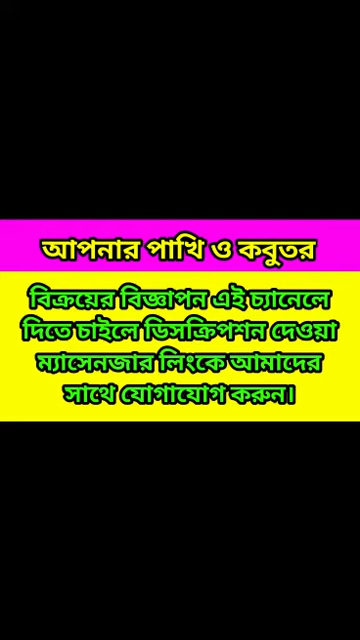 আপনার পাখি ও কবুতর
বিক্রয়ের বিজ্ঞাপন এই চ্যানেলে
দিতে চাইলে ডিসক্রিপশন দেওয়া
ম্যাসেনজার লিংকে আমাদের
সাথে যোগাযোগ করুন।